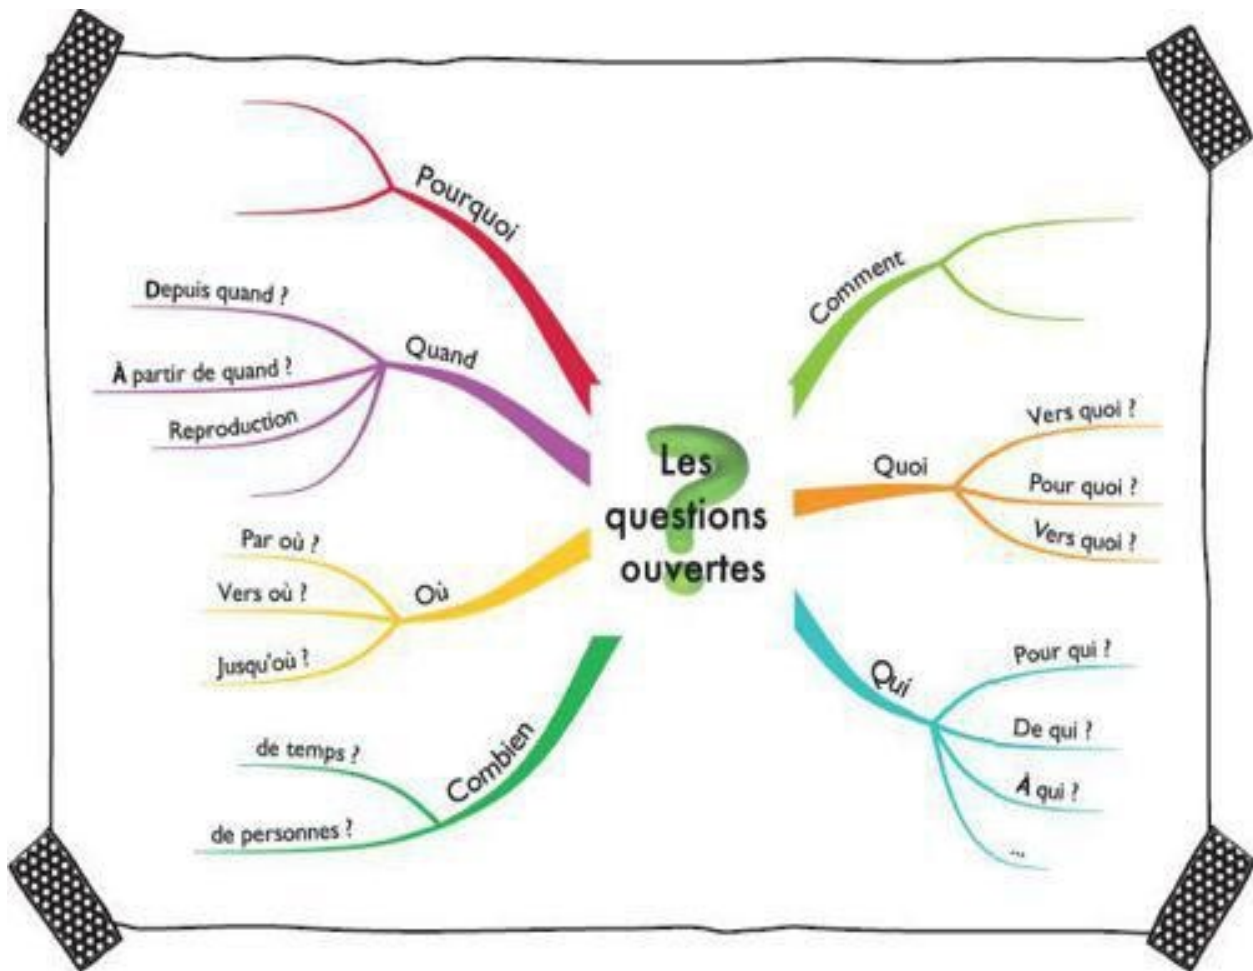 Les
questions
ouvertes
Pourquoi
Quand
Depuis quand ?
À partir de quand ?
Reproduction
Où
Par où ?
Vers où ?
Jusqu'où ?
Combien
de temps ?
de personnes ?
Comment
Quoi
Vers quoi ?
Pour quoi ?
Vers quoi ?
Qui
Pour qui ?
De qui ?
À qui ?
...